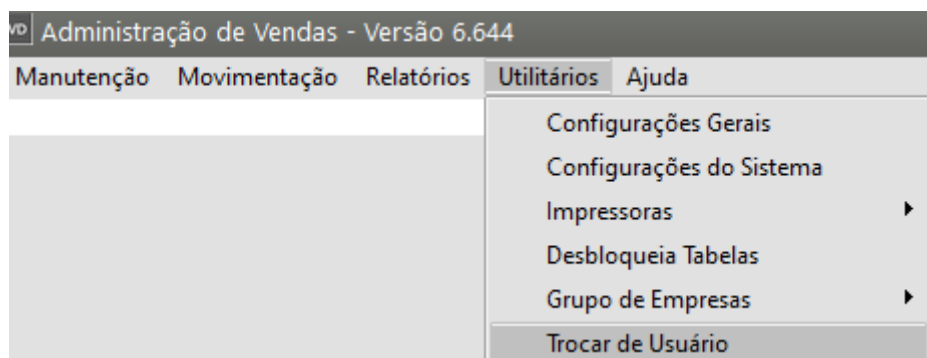 VD Administração de Vendas - Versão 6.644
Manutenção Movimentação Relatórios Utilitários Ajuda
Configurações Gerais
Configurações do Sistema
Impressoras
Desbloqueia Tabelas
Grupo de Empresas
Trocar de Usuário